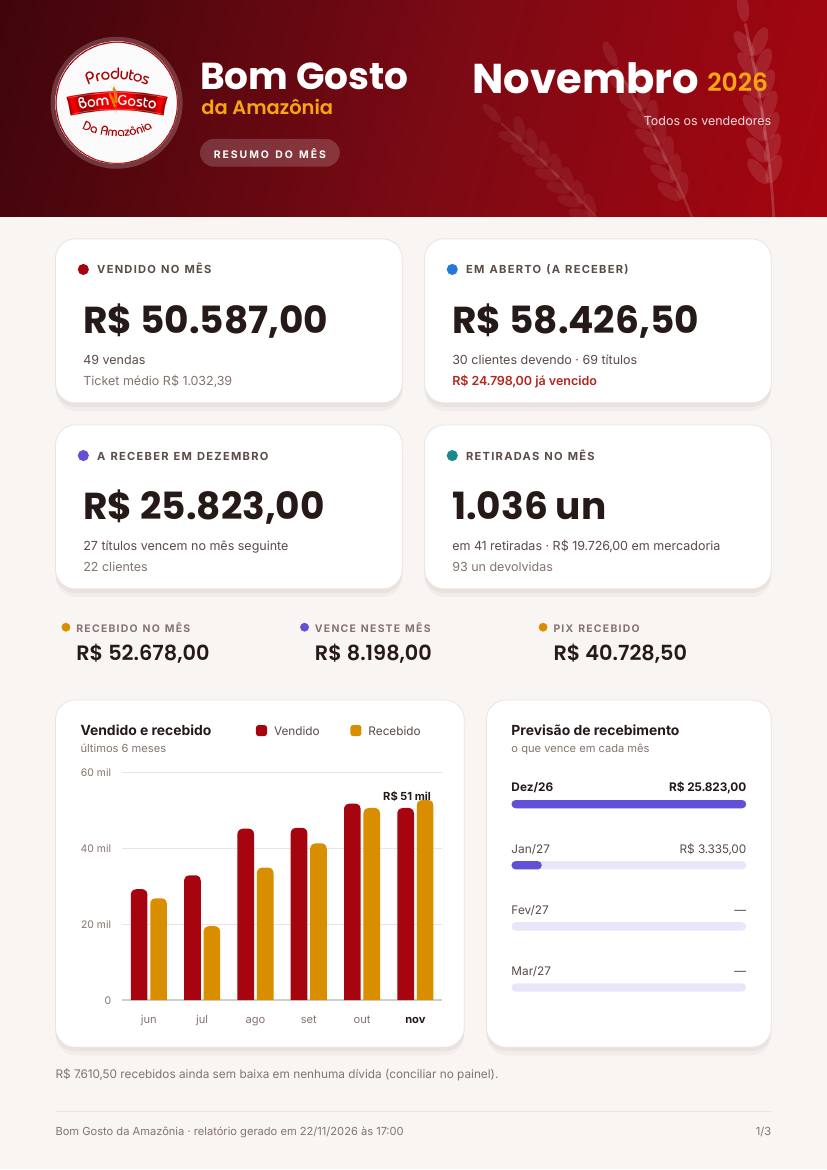 Produtos
Bom Gosto
Da Amazônia
Bom Gosto
da Amazônia
RESUMO DO MÊS
Novembro 2026
Todos os vendedores
VENDIDO NO MÊS
R$ 50.587,00
49 vendas
Ticket médio R$ 1.032,39
EM ABERTO (A RECEBER)
R$ 58.426,50
30 clientes devendo · 69 títulos
R$ 24.798,00 já vencido
A RECEBER EM DEZEMBRO
R$ 25.823,00
27 títulos vencem no mês seguinte
22 clientes
RETIRADAS NO MÊS
1.036 un
em 41 retiradas · R$ 19.726,00 em mercadoria
93 un devolvidas
RECEBIDO NO MÊS
R$ 52.678,00
VENCE NESTE MÊS
R$ 8.198,00
PIX RECEBIDO
R$ 40.728,50
Vendido e recebido
últimos 6 meses
Vendido
Recebido
60 mil
R$ 51 mil
40 mil
20 mil
0
jun jul ago set out nov
Previsão de recebimento
o que vence em cada mês
Dez/26 R$ 25.823,00
Jan/27 R$ 3.335,00
Fev/27 —
Mar/27 —
R$ 7.610,50 recebidos ainda sem baixa em nenhuma dívida (conciliar no painel).
Bom Gosto da Amazônia · relatório gerado em 22/11/2026 às 17:00
1/3